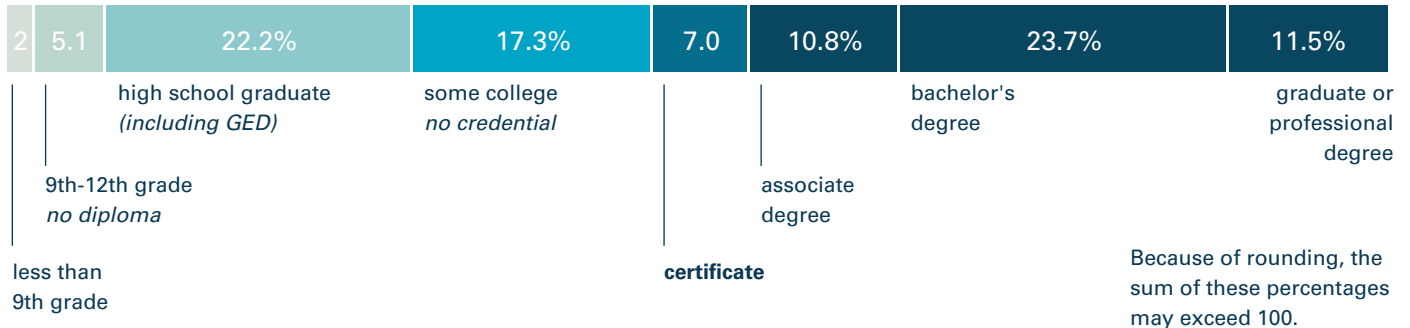 2 5.1 22.2% 17.3% 7.0 10.8% 23.7% 11.5%
high school graduate
(including GED)
some college
no credential
bachelor's
degree
graduate or
professional
degree
9th-12th grade
no diploma
associate
degree
less than
9th grade
certificate
Because of rounding, the
sum of these percentages
may exceed 100.